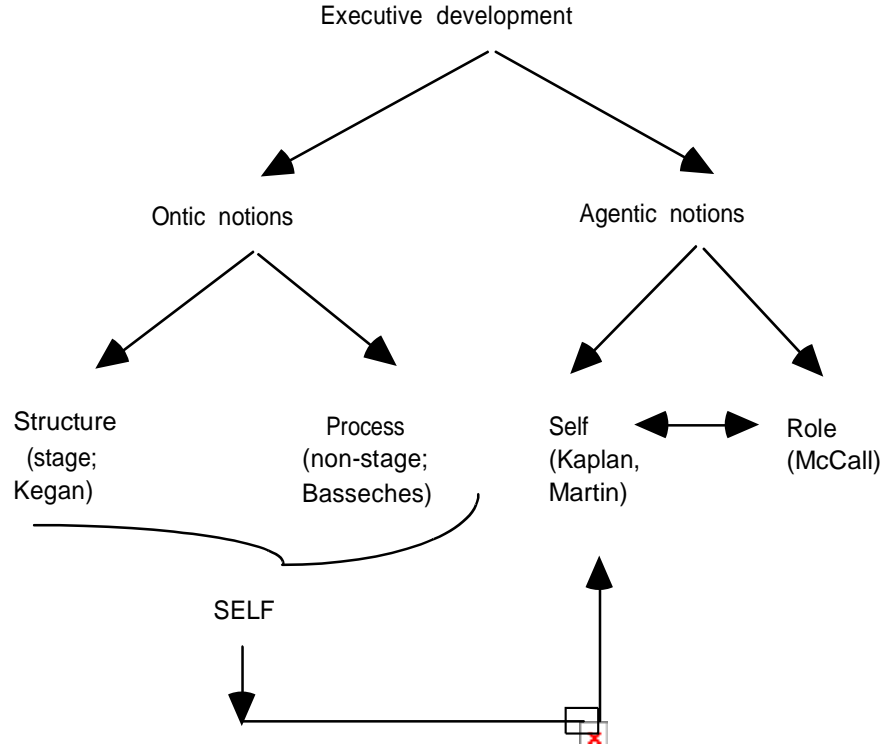 Executive development
Ontic notions
Agentic notions
Structure
(stage;
Kegan)
Process
(non-stage;
Basseches)
Self
(Kaplan,
Martin)
Role
(McCall)
SELF